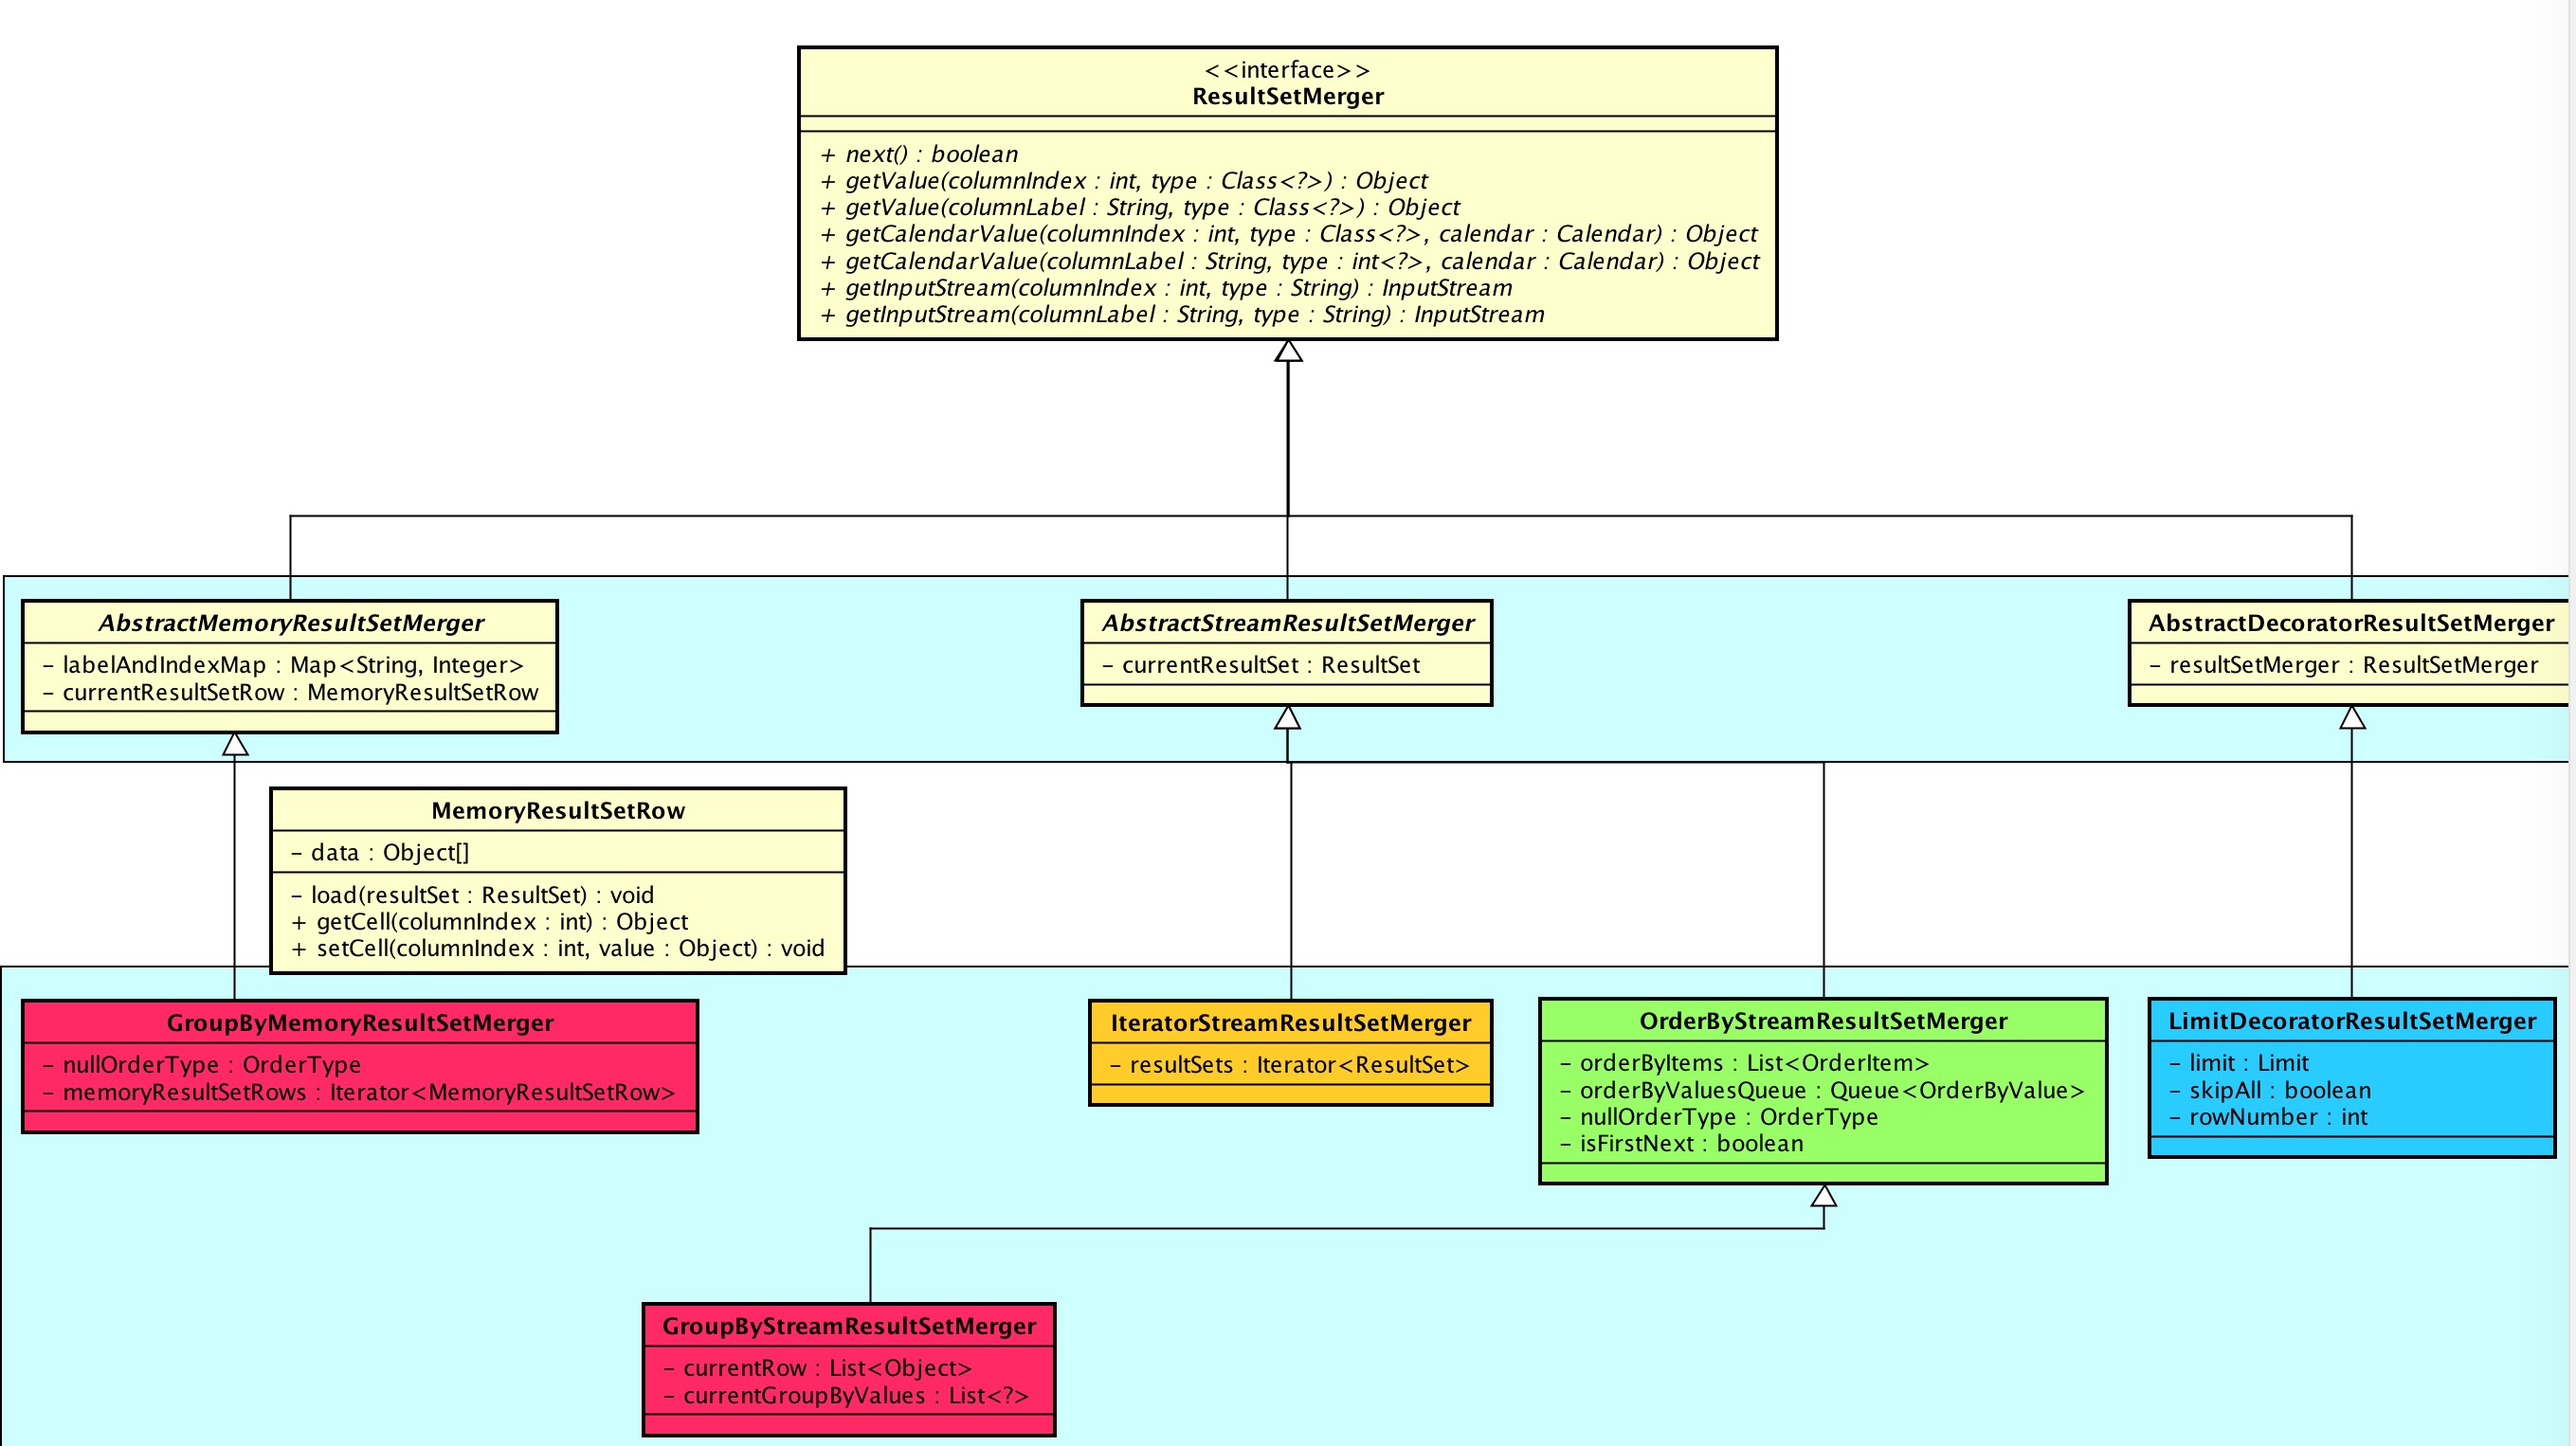 <<interface>>
ResultSetMerger
+ next() : boolean
+ getValue(columnIndex : int, type : Class<?>) : Object
+ getValue(columnLabel : String, type : Class<?>) : Object
+ getCalendarValue(columnIndex : int, type : Class<?>, calendar : Calendar) : Object
+ getCalendarValue(columnLabel : String, type : int<?>, calendar : Calendar) : Object
+ getInputStream(columnIndex : int, type : String) : InputStream
+ getInputStream(columnLabel : String, type : String) : InputStream
AbstractMemoryResultSetMerger
- labelAndIndexMap : Map<String, Integer>
- currentResultSetRow : MemoryResultSetRow
AbstractStreamResultSetMerger
- currentResultSet : ResultSet
AbstractDecoratorResultSetMerger
- resultSetMerger : ResultSetMerger
MemoryResultSetRow
- data : Object[]
- load(resultSet : ResultSet) : void
+ getCell(columnIndex : int) : Object
+ setCell(columnIndex : int, value : Object) : void
GroupByMemoryResultSetMerger
- nullOrderType : OrderType
- memoryResultSetRows : Iterator<MemoryResultSetRow>
IteratorStreamResultSetMerger
- resultSets : Iterator<ResultSet>
OrderByStreamResultSetMerger
- orderByItems : List<OrderItem>
- orderByValuesQueue : Queue<OrderByValue>
- nullOrderType : OrderType
- isFirstNext : boolean
LimitDecoratorResultSetMerger
- limit : Limit
- skipAll : boolean
- rowNumber : int
GroupByStreamResultSetMerger
- currentRow : List<Object>
- currentGroupByValues : List<?>